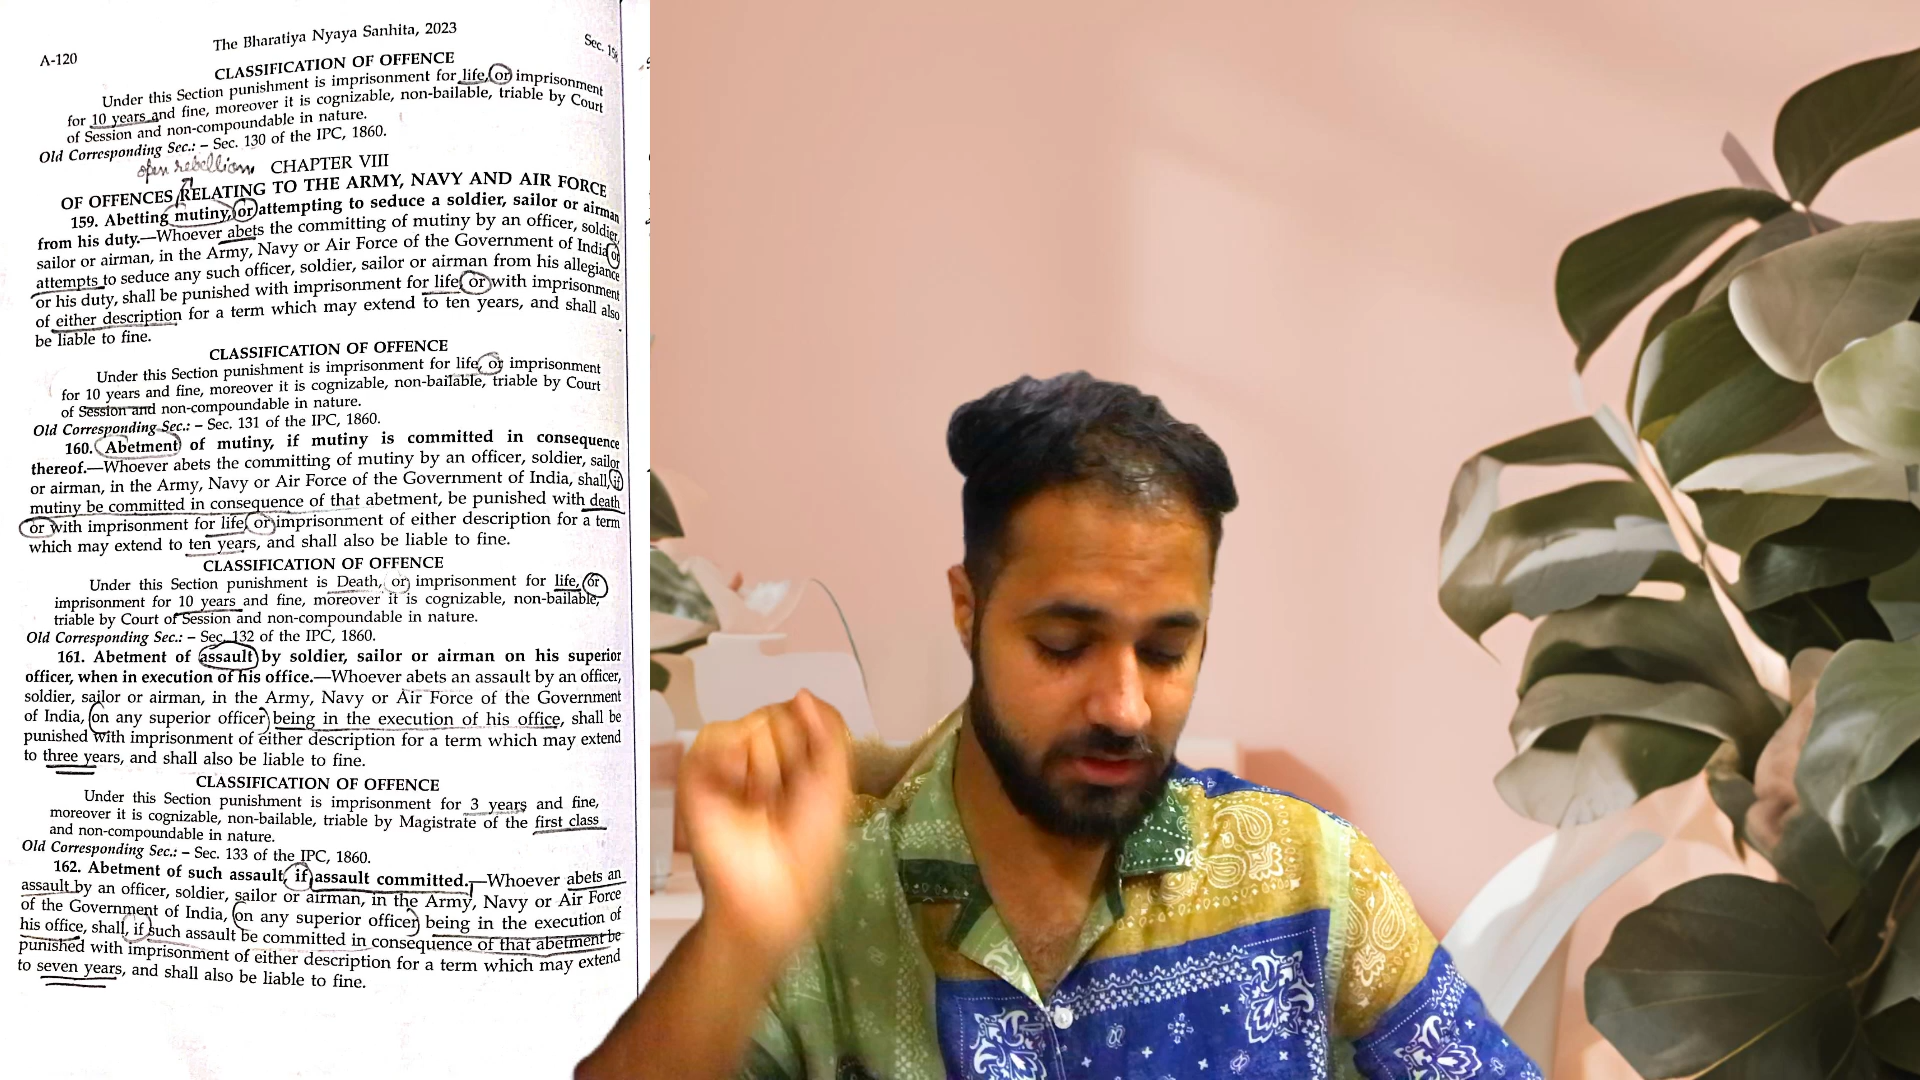 The Bharatiya Nyaya Sanhita, 2023
A-120
Sec.
CLASSIFICATION OF OFFENCE
Under this Section punishment is imprisonment for life, or imprisonment
for 10 years and fine, moreover it is cognizable, non-bailable, triable by Court
of Session and non-compoundable in nature.
Old Corresponding Sec.: – Sec. 130 of the IPC, 1860.
open rebellion
CHAPTER VIII
OF OFFENCES RELATING TO THE ARMY, NAVY AND AIR FORCE
159. Abetting mutiny, or attempting to seduce a soldier, sailor or airman
from his duty.—Whoever abets the committing of mutiny by an officer, soldier,
sailor or airman, in the Army, Navy or Air Force of the Government of India or
attempts to seduce any such officer, soldier, sailor or airman from his allegiance
or his duty, shall be punished with imprisonment for life, or with imprisonment
of either description for a term which may extend to ten years, and shall also
be liable to fine.
CLASSIFICATION OF OFFENCE
Under this Section punishment is imprisonment for life, or imprisonment
for 10 years and fine, moreover it is cognizable, non-bailable, triable by Court
of Session and non-compoundable in nature.
Old Corresponding Sec.: – Sec. 131 of the IPC, 1860.
160. Abetment of mutiny, if mutiny is committed in consequence
thereof.—Whoever abets the committing of mutiny by an officer, soldier, sailor
or airman, in the Army, Navy or Air Force of the Government of India, shall, if
mutiny be committed in consequence of that abetment, be punished with death
or with imprisonment for life, or imprisonment of either description for a term
which may extend to ten years, and shall also be liable to fine.
CLASSIFICATION OF OFFENCE
Under this Section punishment is Death, or imprisonment for life, or
imprisonment for 10 years and fine, moreover it is cognizable, non-bailable,
triable by Court of Session and non-compoundable in nature.
Old Corresponding Sec.: – Sec. 132 of the IPC, 1860.
161. Abetment of assault by soldier, sailor or airman on his superior
officer, when in execution of his office.—Whoever abets an assault by an officer,
soldier, sailor or airman, in the Army, Navy or Air Force of the Government
of India, on any superior officer being in the execution of his office, shall be
punished with imprisonment of either description for a term which may extend
to three years, and shall also be liable to fine.
CLASSIFICATION OF OFFENCE
Under this Section punishment is imprisonment for 3 years and fine,
moreover it is cognizable, non-bailable, triable by Magistrate of the first class
and non-compoundable in nature.
Old Corresponding Sec.: – Sec. 133 of the IPC, 1860.
162. Abetment of such assault, if assault committed.—Whoever abets an
assault by an officer, soldier, sailor or airman, in the Army, Navy or Air Force
of the Government of India, on any superior officer being in the execution of
his office, shall, if such assault be committed in consequence of that abetment be
punished with imprisonment of either description for a term which may extend
to seven years, and shall also be liable to fine.